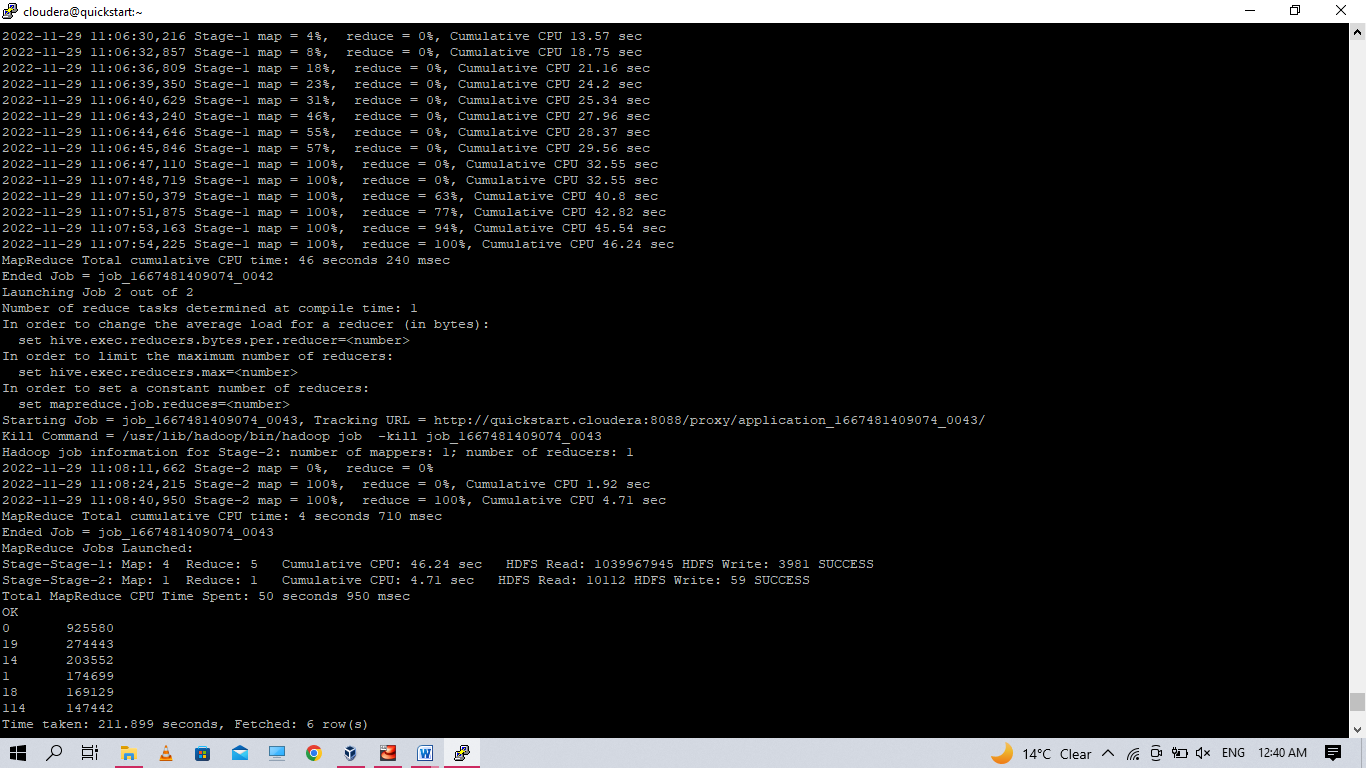 cloudera@quickstart:~
2022-11-29 11:06:30,216 Stage-1 map = 4%,  reduce = 0%, Cumulative CPU 13.57 sec
2022-11-29 11:06:32,857 Stage-1 map = 8%,  reduce = 0%, Cumulative CPU 18.75 sec
2022-11-29 11:06:36,809 Stage-1 map = 18%,  reduce = 0%, Cumulative CPU 21.16 sec
2022-11-29 11:06:39,350 Stage-1 map = 23%,  reduce = 0%, Cumulative CPU 24.2 sec
2022-11-29 11:06:40,629 Stage-1 map = 31%,  reduce = 0%, Cumulative CPU 25.34 sec
2022-11-29 11:06:43,240 Stage-1 map = 46%,  reduce = 0%, Cumulative CPU 27.96 sec
2022-11-29 11:06:44,646 Stage-1 map = 55%,  reduce = 0%, Cumulative CPU 28.37 sec
2022-11-29 11:06:45,846 Stage-1 map = 57%,  reduce = 0%, Cumulative CPU 29.56 sec
2022-11-29 11:06:47,110 Stage-1 map = 100%,  reduce = 0%, Cumulative CPU 32.55 sec
2022-11-29 11:07:48,719 Stage-1 map = 100%,  reduce = 0%, Cumulative CPU 32.55 sec
2022-11-29 11:07:50,379 Stage-1 map = 100%,  reduce = 63%, Cumulative CPU 40.8 sec
2022-11-29 11:07:51,875 Stage-1 map = 100%,  reduce = 77%, Cumulative CPU 42.82 sec
2022-11-29 11:07:53,163 Stage-1 map = 100%,  reduce = 94%, Cumulative CPU 45.54 sec
2022-11-29 11:07:54,225 Stage-1 map = 100%,  reduce = 100%, Cumulative CPU 46.24 sec
MapReduce Total cumulative CPU time: 46 seconds 240 msec
Ended Job = job_1667481409074_0042
Launching Job 2 out of 2
Number of reduce tasks determined at compile time: 1
In order to change the average load for a reducer (in bytes):
  set hive.exec.reducers.bytes.per.reducer=<number>
In order to limit the maximum number of reducers:
  set hive.exec.reducers.max=<number>
In order to set a constant number of reducers:
  set mapreduce.job.reduces=<number>
Starting Job = job_1667481409074_0043, Tracking URL = http://quickstart.cloudera:8088/proxy/application_1667481409074_0043/
Kill Command = /usr/lib/hadoop/bin/hadoop job  -kill job_1667481409074_0043
Hadoop job information for Stage-2: number of mappers: 1; number of reducers: 1
2022-11-29 11:08:11,662 Stage-2 map = 0%,  reduce = 0%
2022-11-29 11:08:24,215 Stage-2 map = 100%,  reduce = 0%, Cumulative CPU 1.92 sec
2022-11-29 11:08:40,950 Stage-2 map = 100%,  reduce = 100%, Cumulative CPU 4.71 sec
MapReduce Total cumulative CPU time: 4 seconds 710 msec
Ended Job = job_1667481409074_0043
MapReduce Jobs Launched:
Stage-Stage-1: Map: 4  Reduce: 5   Cumulative CPU: 46.24 sec   HDFS Read: 1039967945 HDFS Write: 3981 SUCCESS
Stage-Stage-2: Map: 1  Reduce: 1   Cumulative CPU: 4.71 sec   HDFS Read: 10112 HDFS Write: 59 SUCCESS
Total MapReduce CPU Time Spent: 50 seconds 950 msec
OK
0       925580
19      274443
14      203552
1       174699
18      169129
114     147442
Time taken: 211.899 seconds, Fetched: 6 row(s)
14°C Clear ENG 12:40 AM